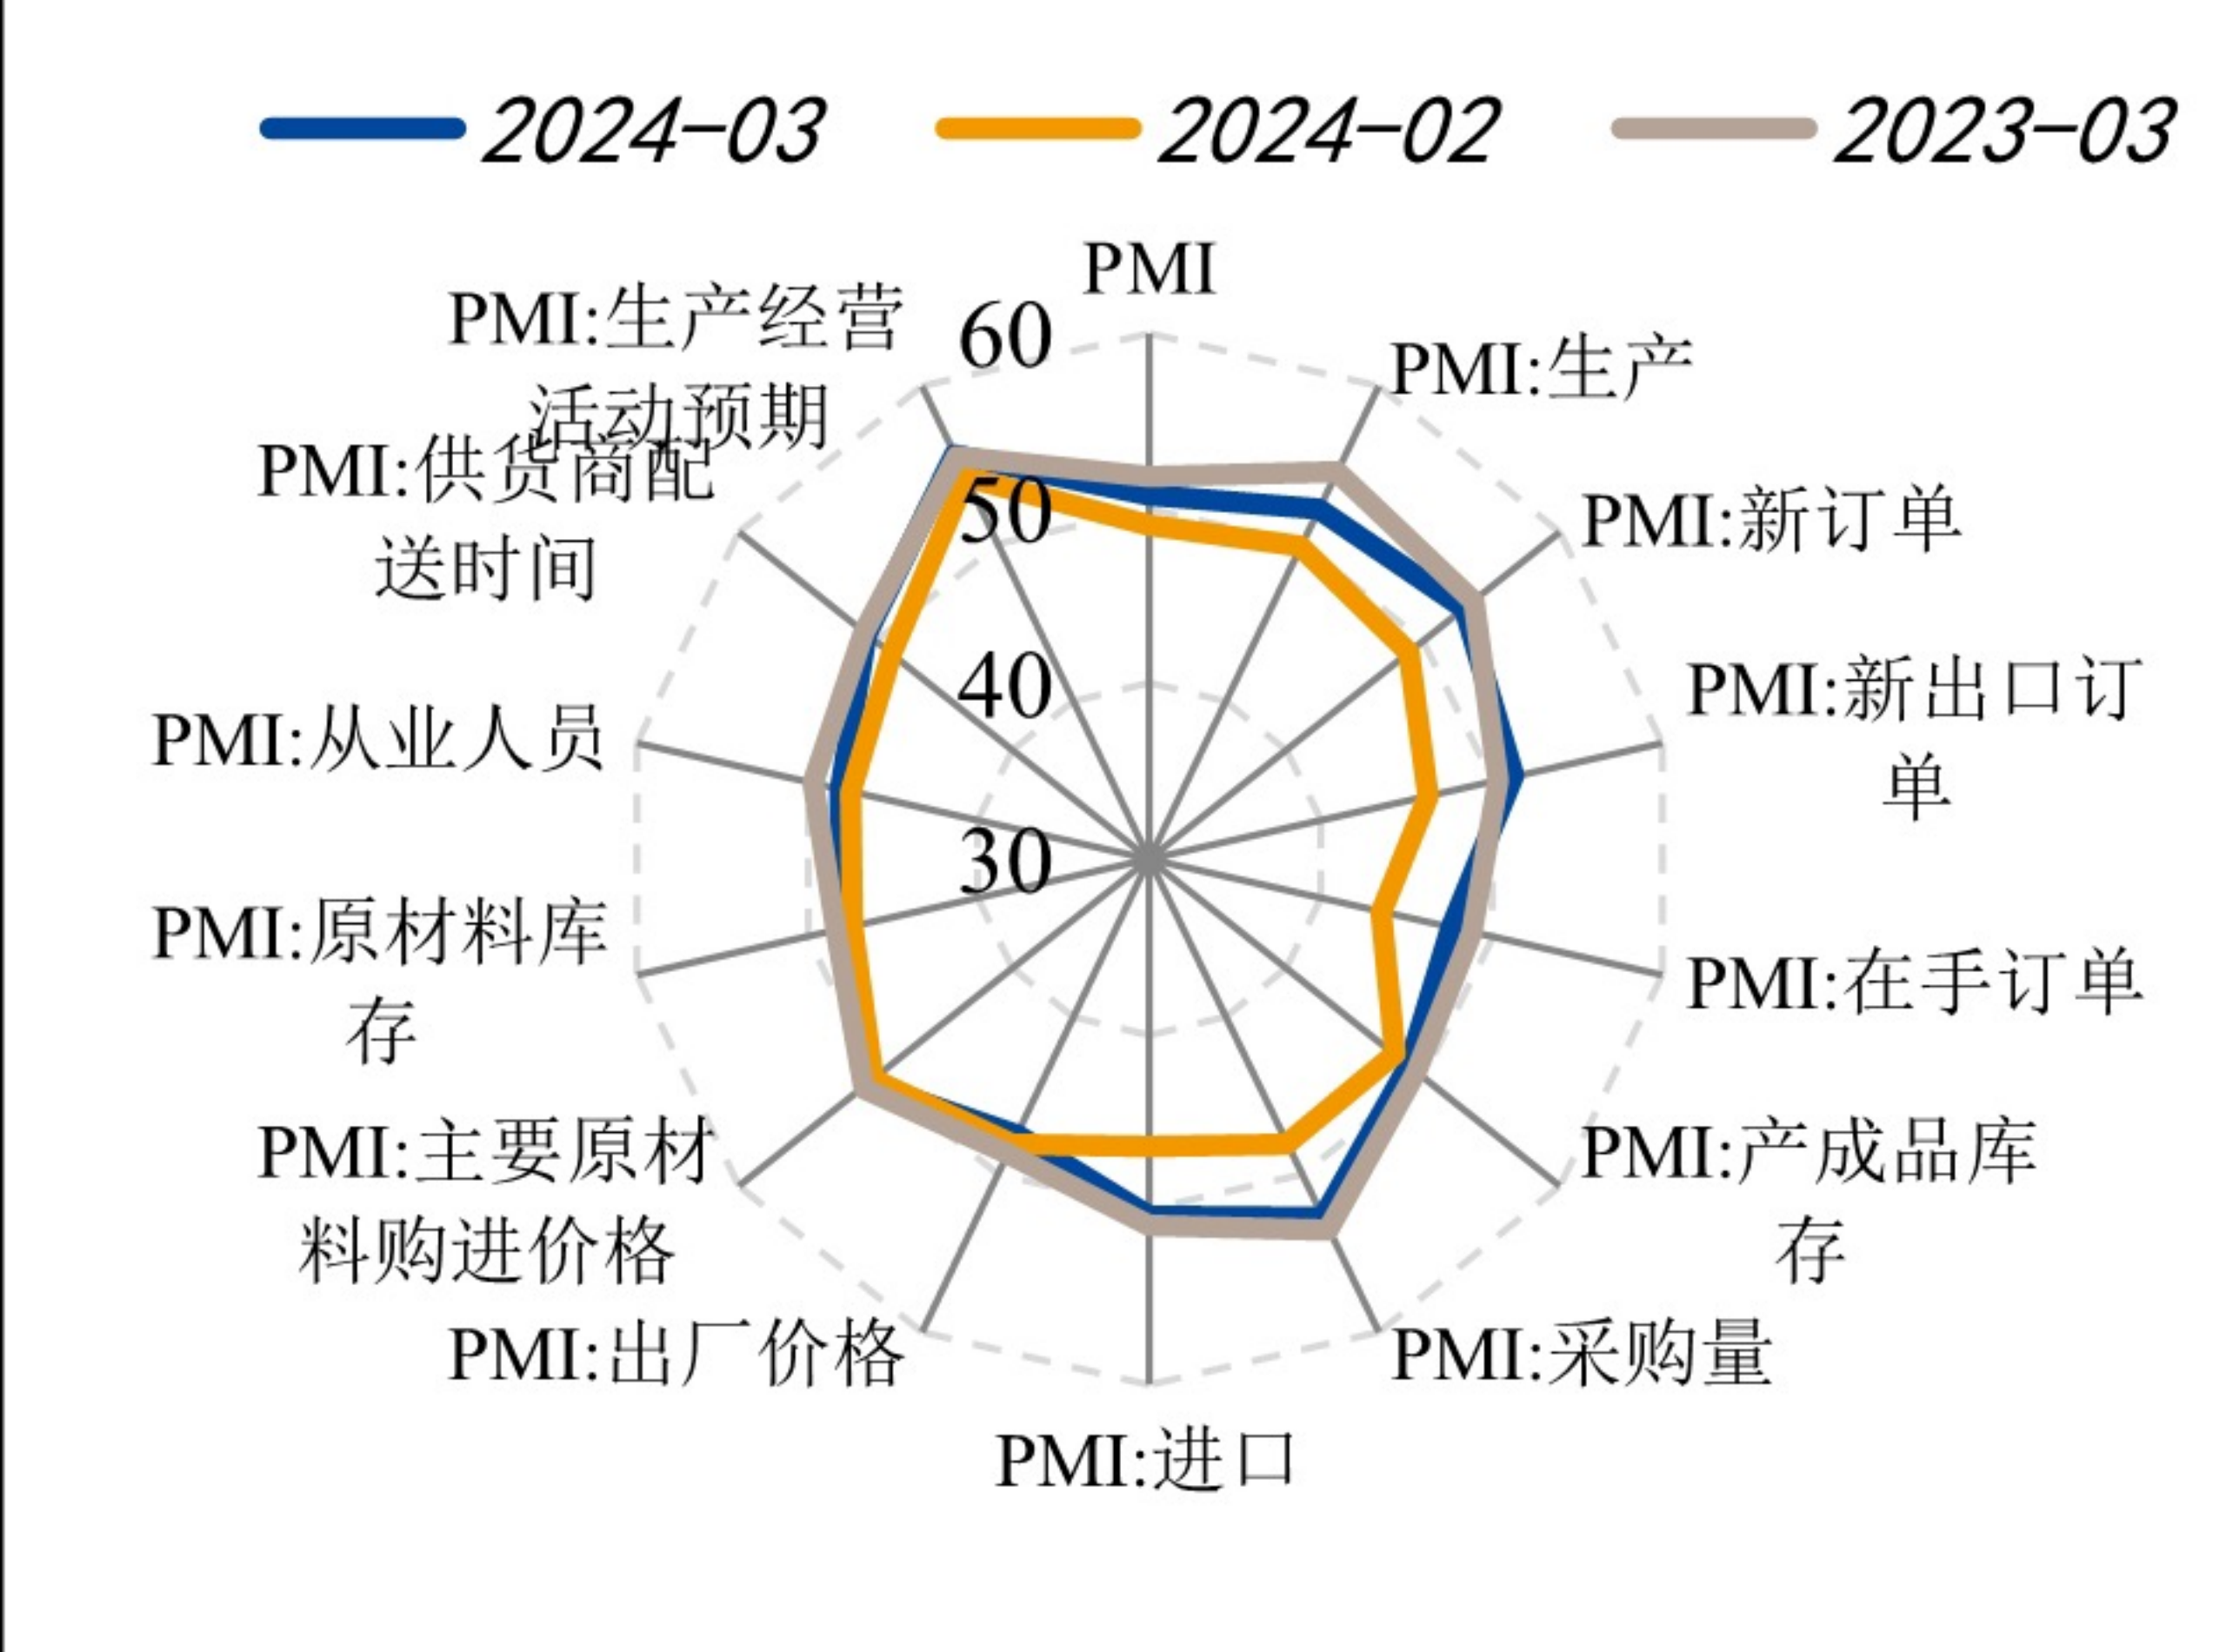 2024-03 2024-02 2023-03
PMI
60
PMI:生产经营
活动预期
PMI:生产
PMI:供货商配
送时间
50
PMI:新订单
40
PMI:从业人员
PMI:新出口订
单
30
PMI:原材料库
存
PMI:在手订单
PMI:主要原材
料购进价格
PMI:产成品库
存
PMI:出厂价格
PMI:采购量
PMI:进口